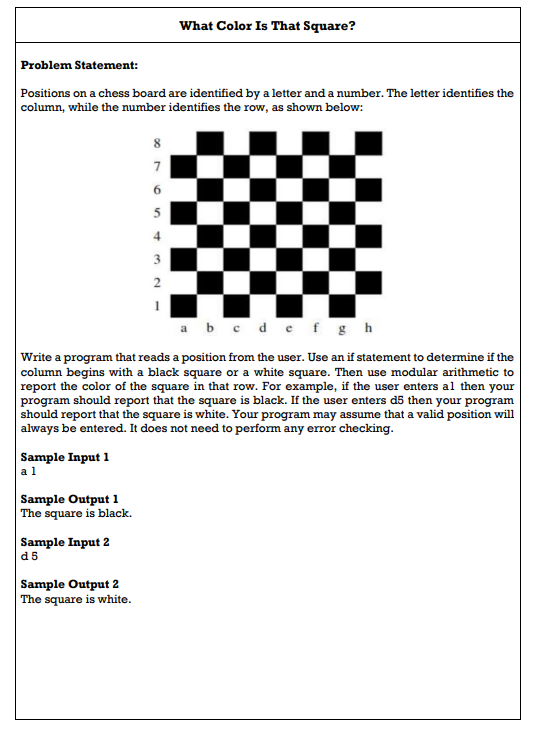 What Color Is That Square?
Problem Statement:
Positions on a chess board are identified by a letter and a number. The letter identifies the
column, while the number identifies the row, as shown below:
8
7
6
5
4
3
2
1
a b c d e f g h
Write a program that reads a position from the user. Use an if statement to determine if the
column begins with a black square or a white square. Then use modular arithmetic to
report the color of the square in that row. For example, if the user enters a1 then your
program should report that the square is black. If the user enters d5 then your program
should report that the square is white. Your program may assume that a valid position will
always be entered. It does not need to perform any error checking.
Sample Input 1
a 1
Sample Output 1
The square is black.
Sample Input 2
d 5
Sample Output 2
The square is white.